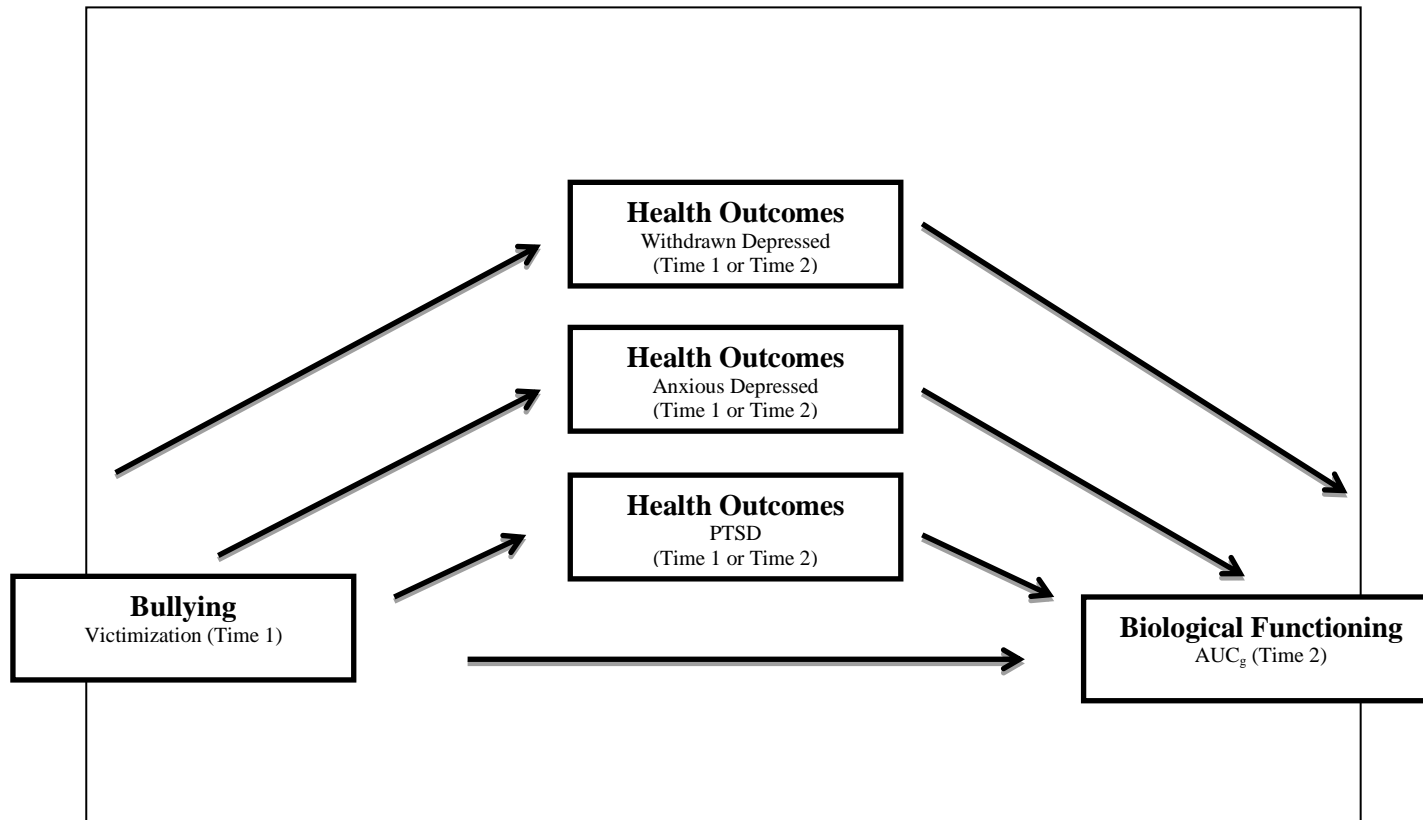 Health Outcomes
Withdrawn Depressed
(Time 1 or Time 2)
Health Outcomes
Anxious Depressed
(Time 1 or Time 2)
Health Outcomes
PTSD
(Time 1 or Time 2)
Bullying
Victimization (Time 1)
Biological Functioning
AUCg (Time 2)